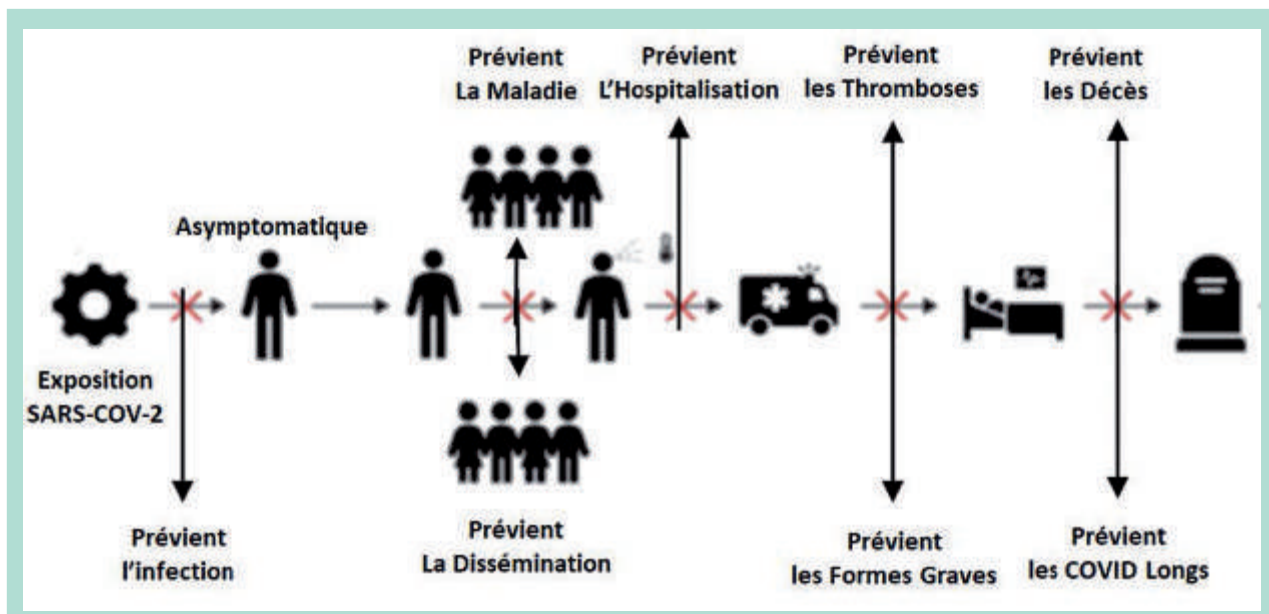 Prévient
La Maladie
Prévient
L'Hospitalisation
Prévient
les Thromboses
Prévient
les Décès
Asymptomatique
Exposition
SARS-COV-2
Prévient
l'infection
Prévient
La Dissémination
Prévient
les Formes Graves
Prévient
les COVID Longs